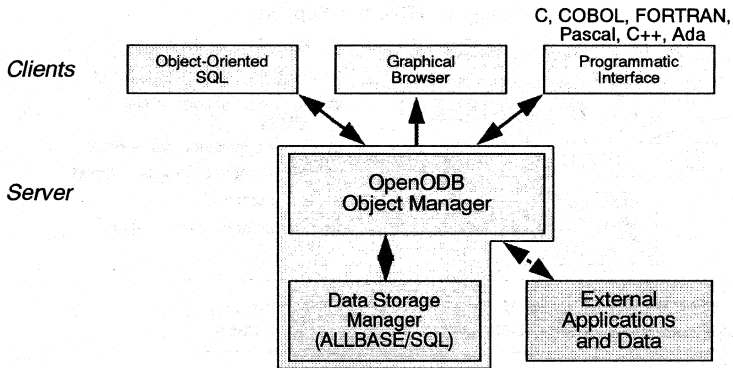 C, COBOL, FORTRAN,
Pascal, C++, Ada
Clients
Object-Oriented
SQL
Graphical
Browser
Programmatic
Interface
Server
OpenODB
Object Manager
Data Storage
Manager
(ALLBASE/SQL)
External
Applications
and Data